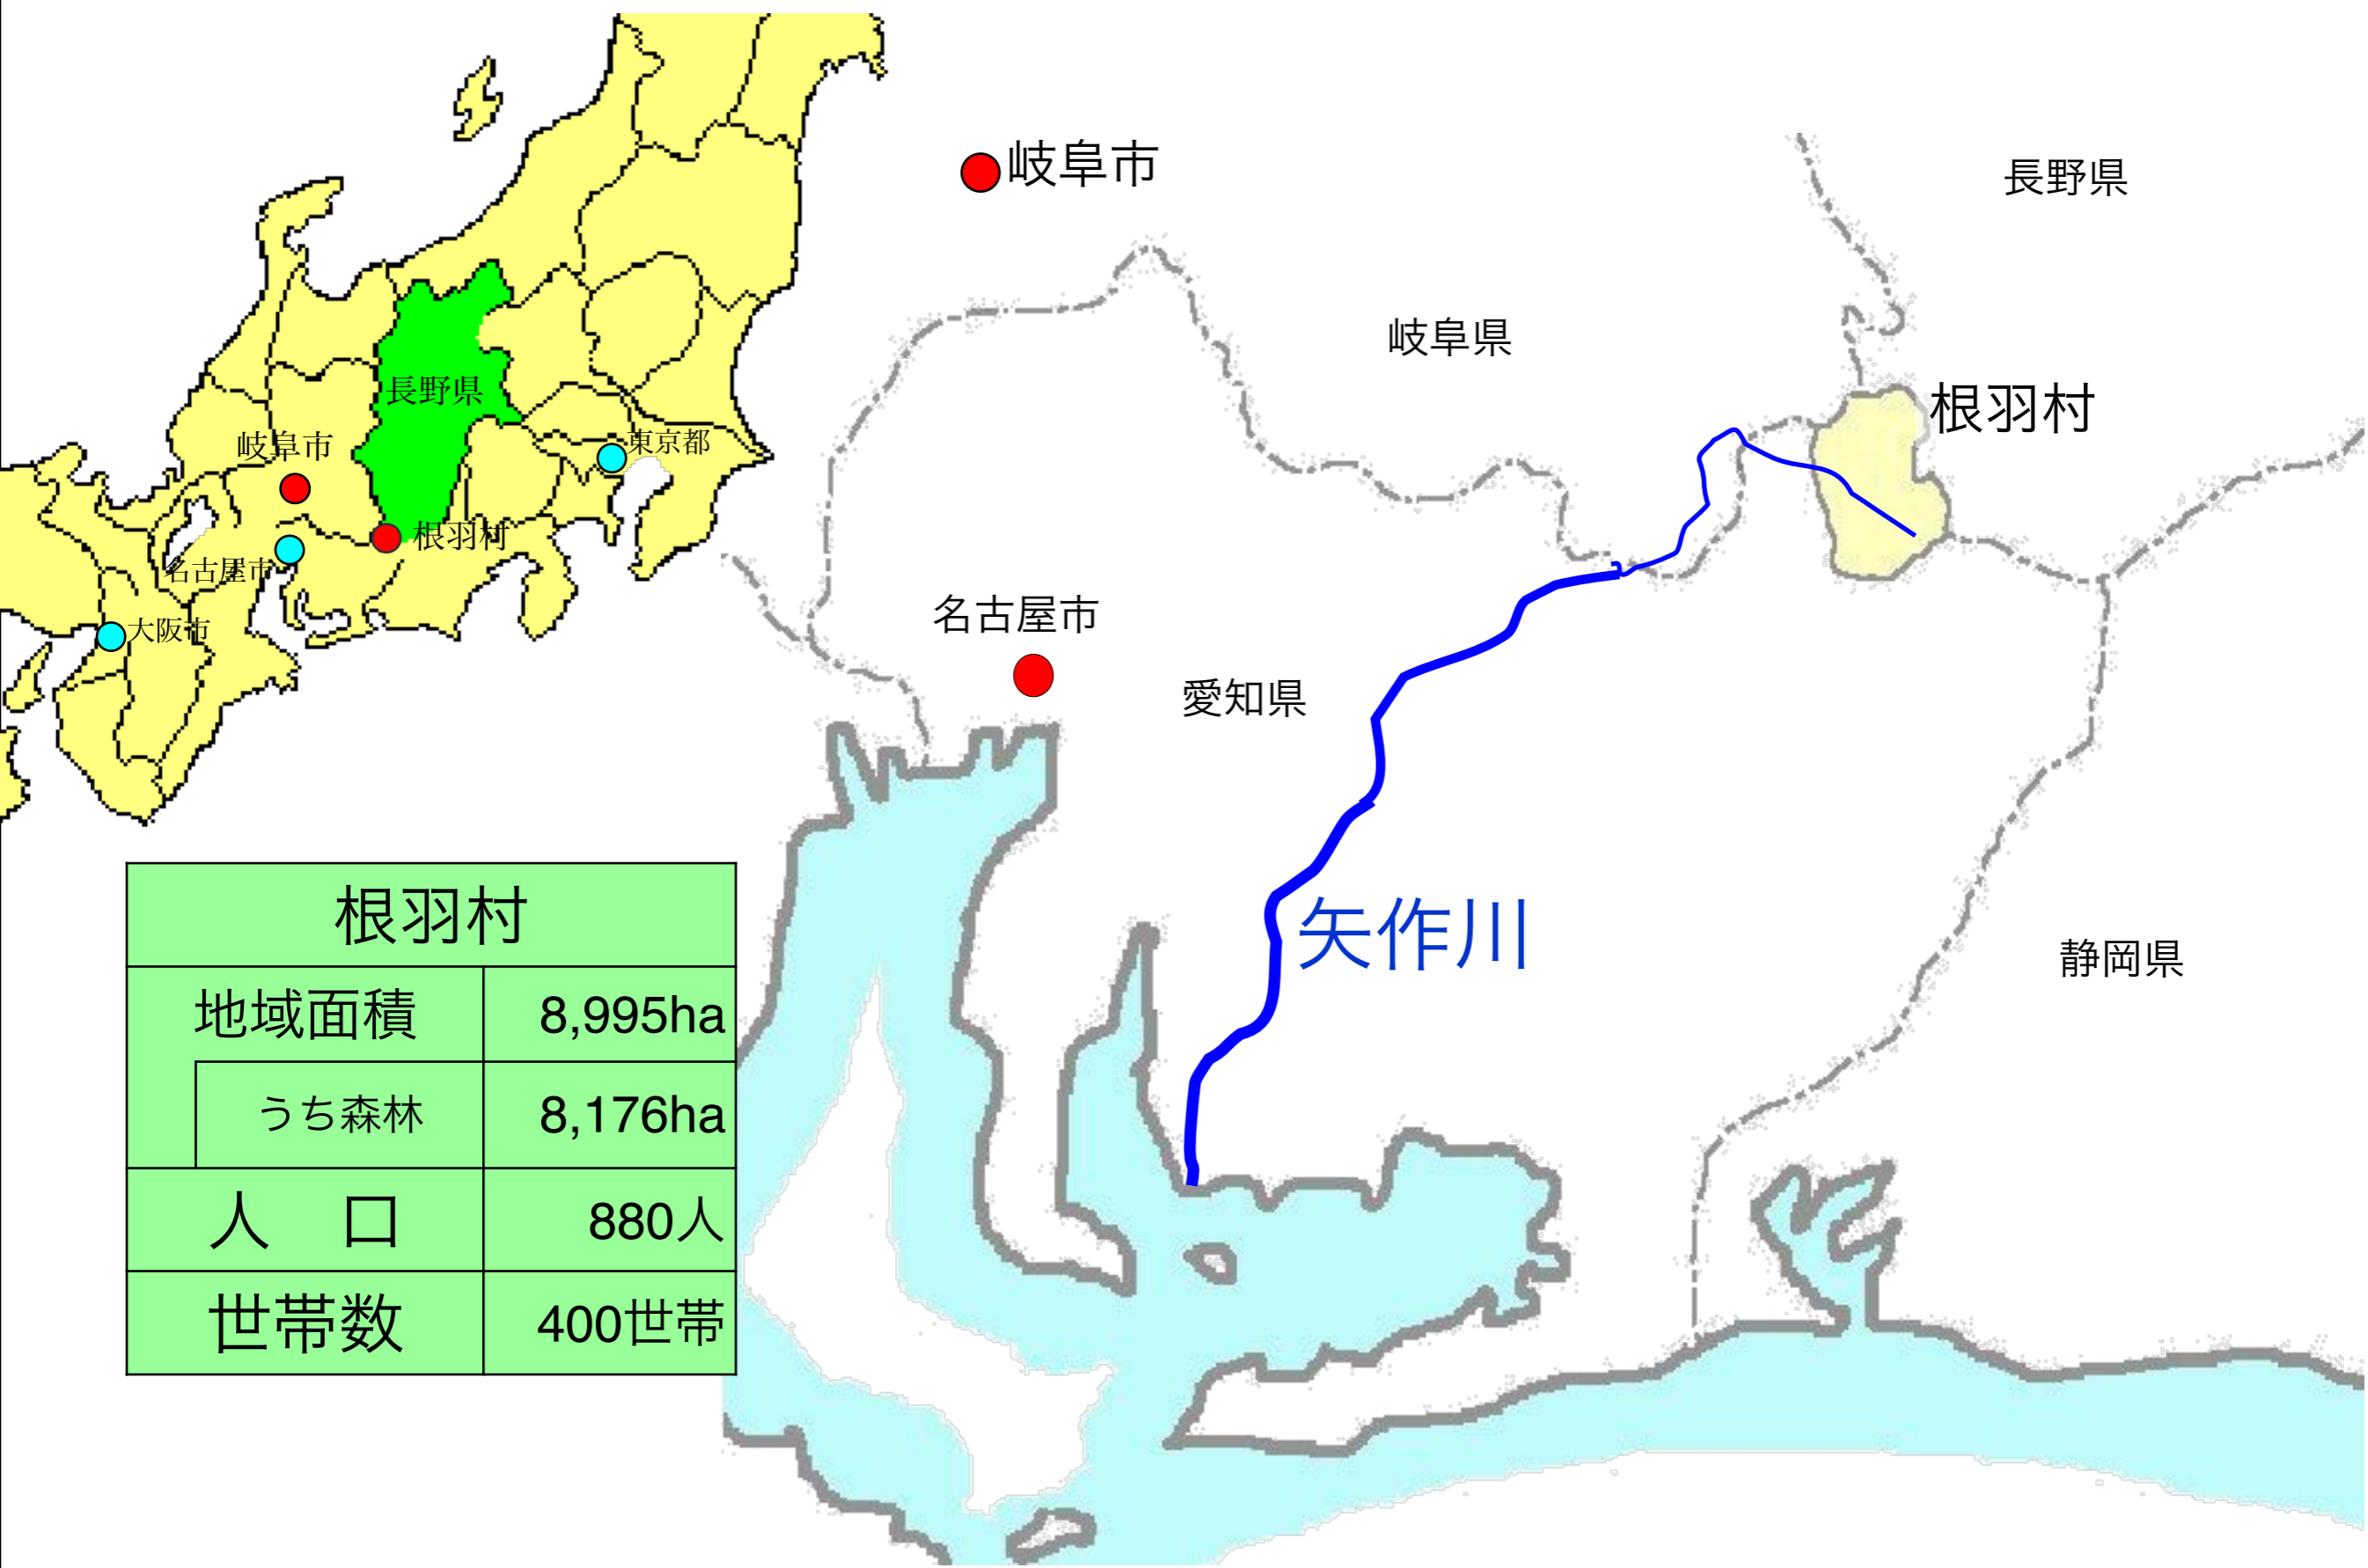 岐阜市
長野県
岐阜県
根羽村
名古屋市
愛知県
矢作川
静岡県
長野県
岐阜市
東京都
根羽村
名古屋市
大阪市
根羽村
地域面積 8,995ha
うち森林 8,176ha
人 口 880人
世帯数 400世帯